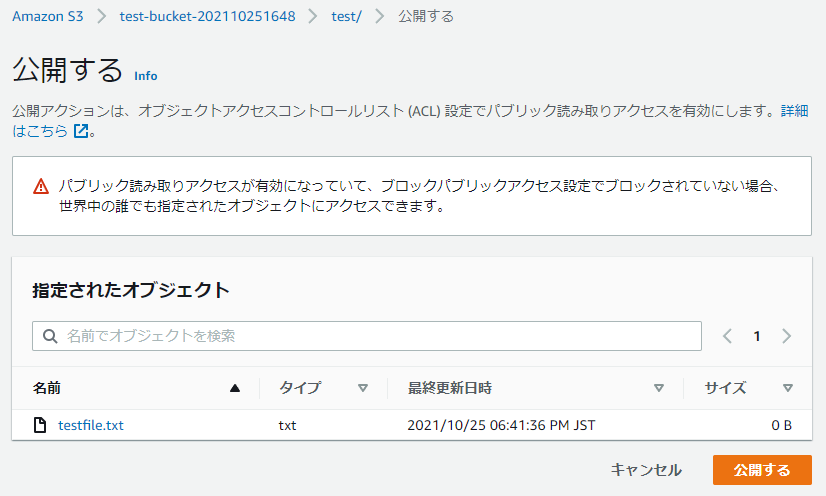 Amazon S3 > test-bucket-202110251648 > test/ > 公開する
公開する Info
公開アクションは、オブジェクトアクセスコントロールリスト (ACL) 設定でパブリック読み取りアクセスを有効にします。詳細
はこちら 。
パブリック読み取りアクセスが有効になっていて、ブロックパブリックアクセス設定でブロックされていない場合、
世界中の誰でも指定されたオブジェクトにアクセスできます。
指定されたオブジェクト
名前でオブジェクトを検索 < 1 >
名前 タイプ 最終更新日時 サイズ
testfile.txt txt 2021/10/25 06:41:36 PM JST 0 B
キャンセル 公開する